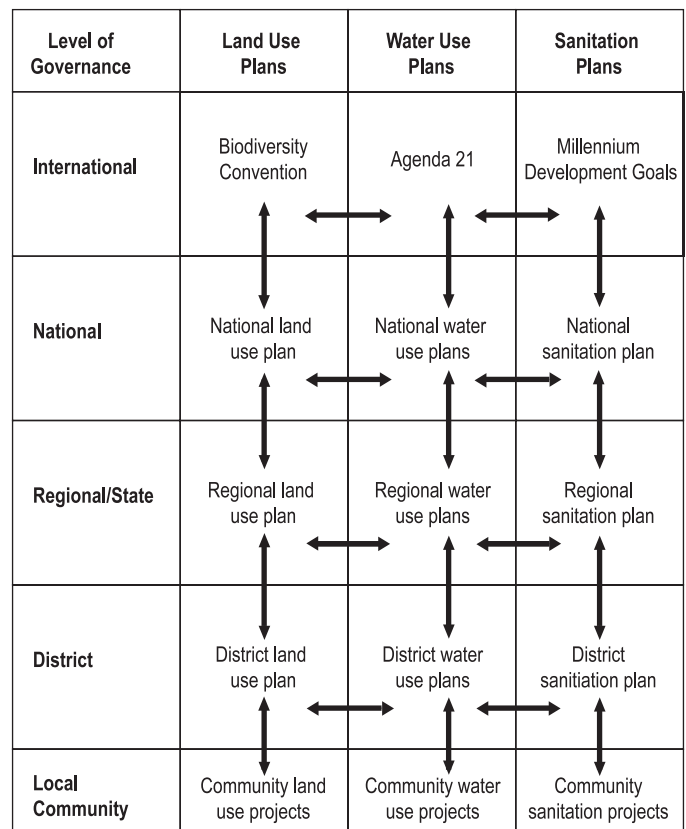 Level of
Governance
Land Use
Plans
Water Use
Plans
Sanitation
Plans
International
Biodiversity
Convention
Agenda 21
Millennium
Development Goals
National
National land
use plan
National water
use plans
National
sanitation plan
Regional/State
Regional land
use plan
Regional water
use plans
Regional
sanitation plan
District
District land
use plan
District water
use plans
District
sanitiation plan
Local
Community
Community land
use projects
Community water
use projects
Community
sanitation projects